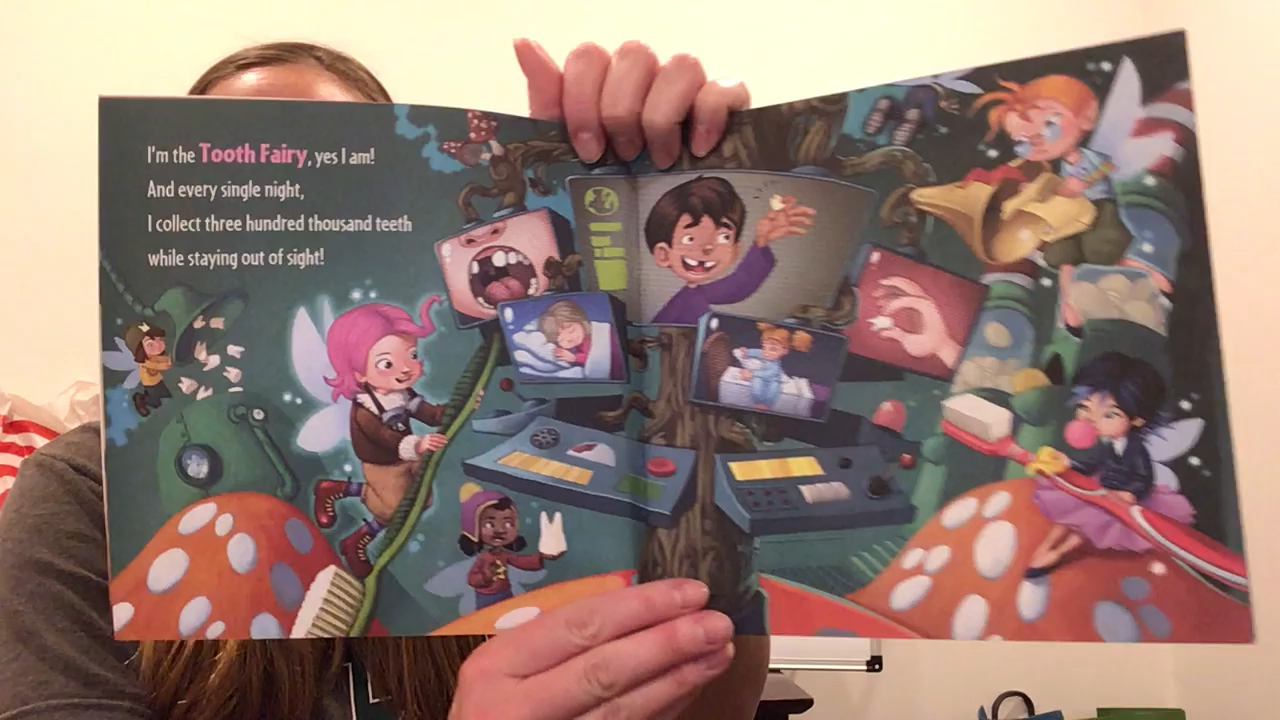 I'm the Tooth Fairy, yes I am!
And every single night,
I collect three hundred thousand teeth
while staying out of sight!